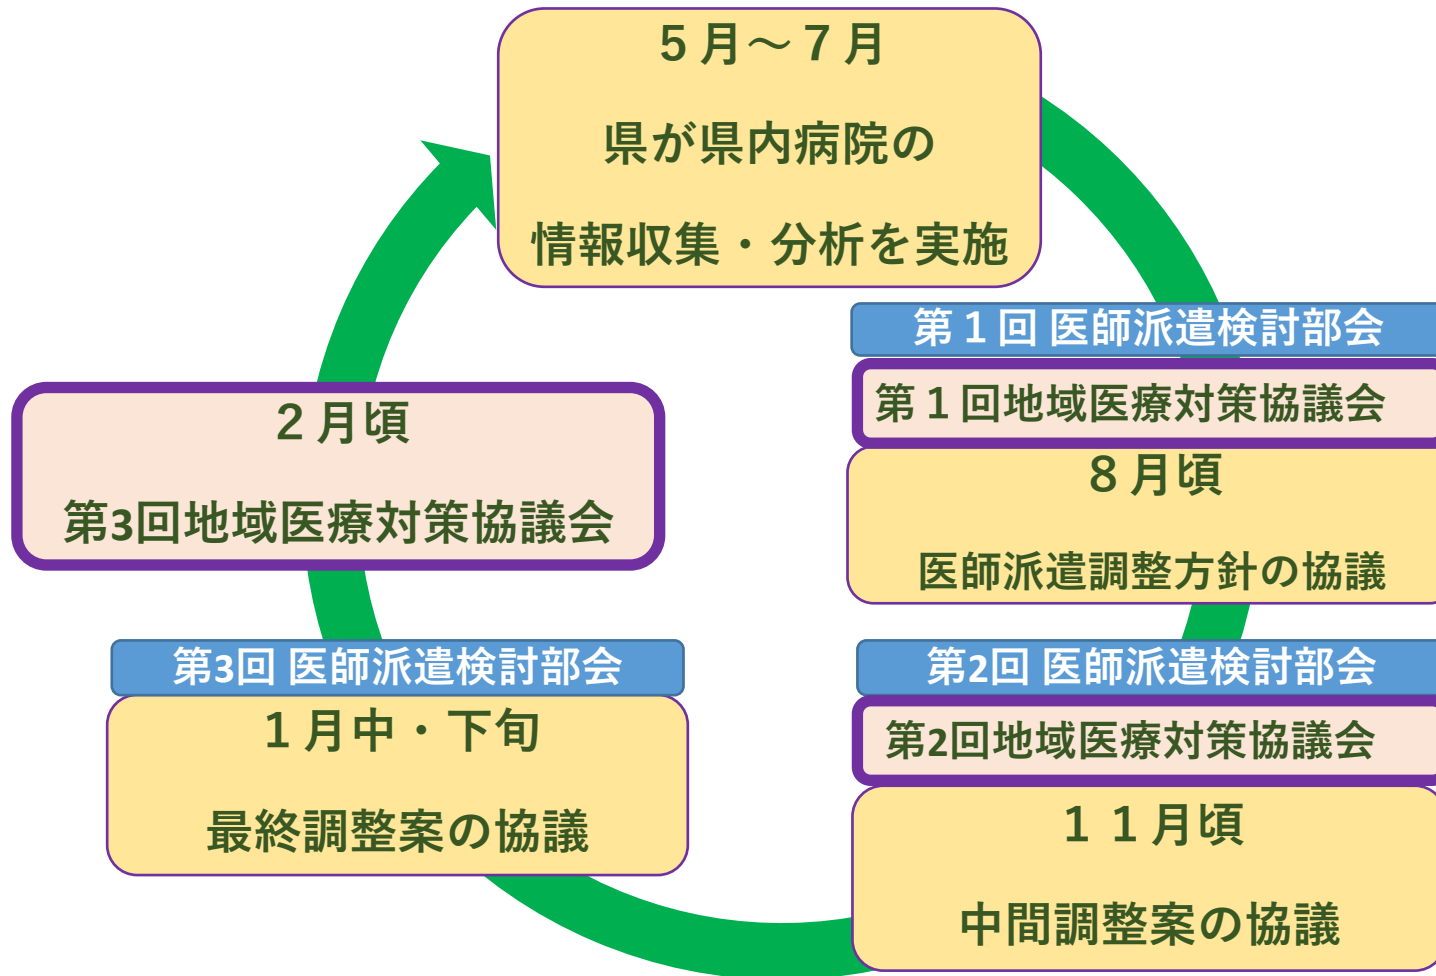 ５月～７月
県が県内病院の
情報収集・分析を実施
第１回 医師派遣検討部会
第１回地域医療対策協議会
８月頃
医師派遣調整方針の協議
第2回 医師派遣検討部会
第2回地域医療対策協議会
１１月頃
中間調整案の協議
第3回 医師派遣検討部会
１月中・下旬
最終調整案の協議
２月頃
第3回地域医療対策協議会